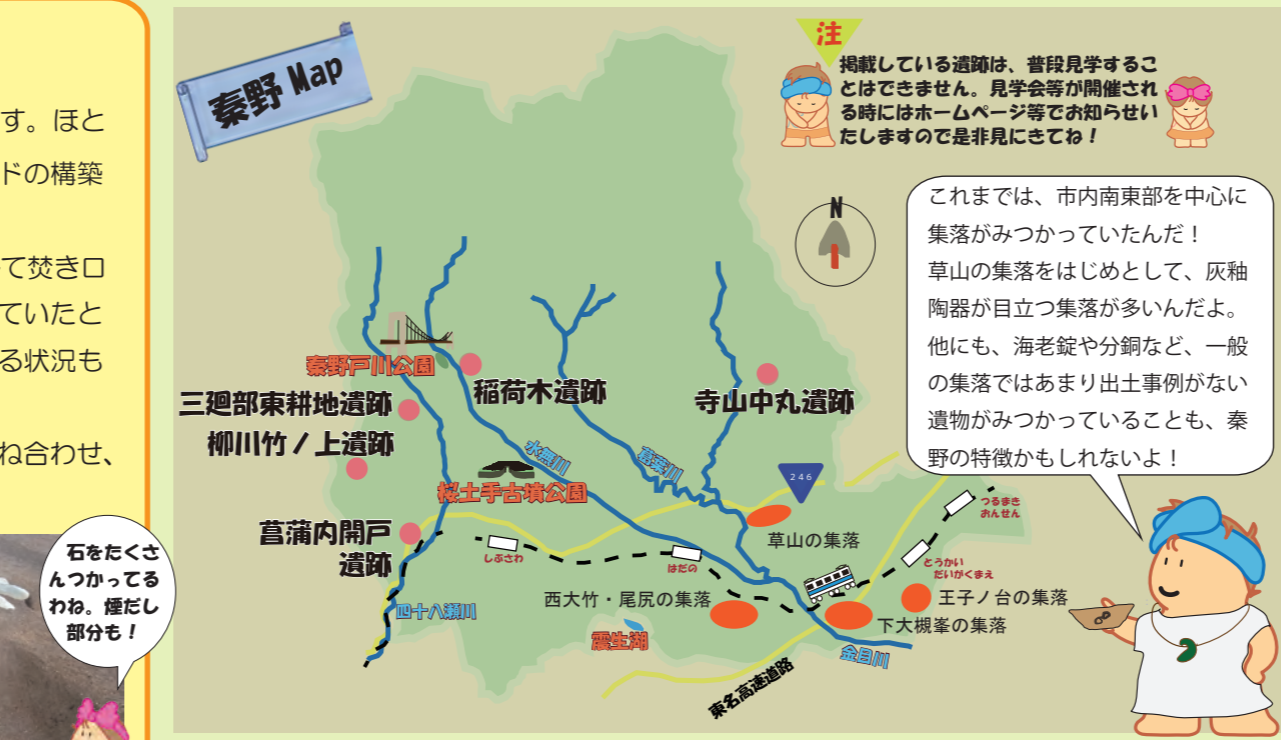 す。ほと
ドの構築
て焚き口
ていたと
る状況も
ね合わせ、
石をたくさ
んつかってる
わね。煙だし
部分も！
秦野 Map
注
掲載している遺跡は、普段見学するこ
とはできません。見学会等が開催され
る時にはホームページ等でお知らせい
たしますので是非見にきてね！
N
これまでは、市内南東部を中心に
集落がみつかっていたんだ！
草山の集落をはじめとして、灰釉
陶器が目立つ集落が多いんだよ。
他にも、海老錠や分銅など、一般
の集落ではあまり出土事例がない
遺物がみつかっていることも、秦
野の特徴かもしれないよ！
秦野戸川公園
三廻部東耕地遺跡
稲荷木遺跡
寺山中丸遺跡
柳川竹ノ上遺跡
水無川
葛葉川
桜土手古墳公園
246
菖蒲内開戸
遺跡
しぶさわ
はだの
草山の集落
つるまき
おんせん
とうかい
だいがくまえ
四十八瀬川
西大竹・尾尻の集落
王子ノ台の集落
下大槻峯の集落
震生湖
金目川
東名高速道路